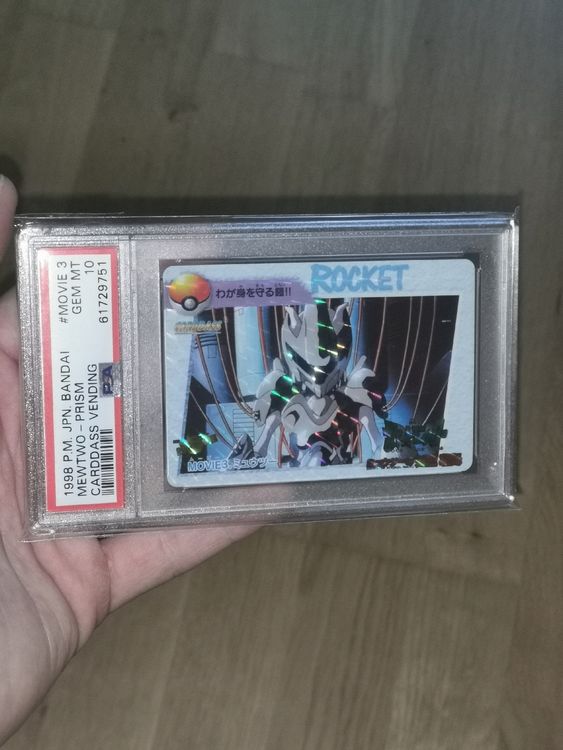 1998 P.M. JPN. BANDAI
MEWTWO - PRISM
CARDDASS VENDING
#MOVIE 3
GEM MT
10
61729751
PSA
わが身を守る鎧!!
ROCKET
CARDDASS
MOVIE3 ミュウツー